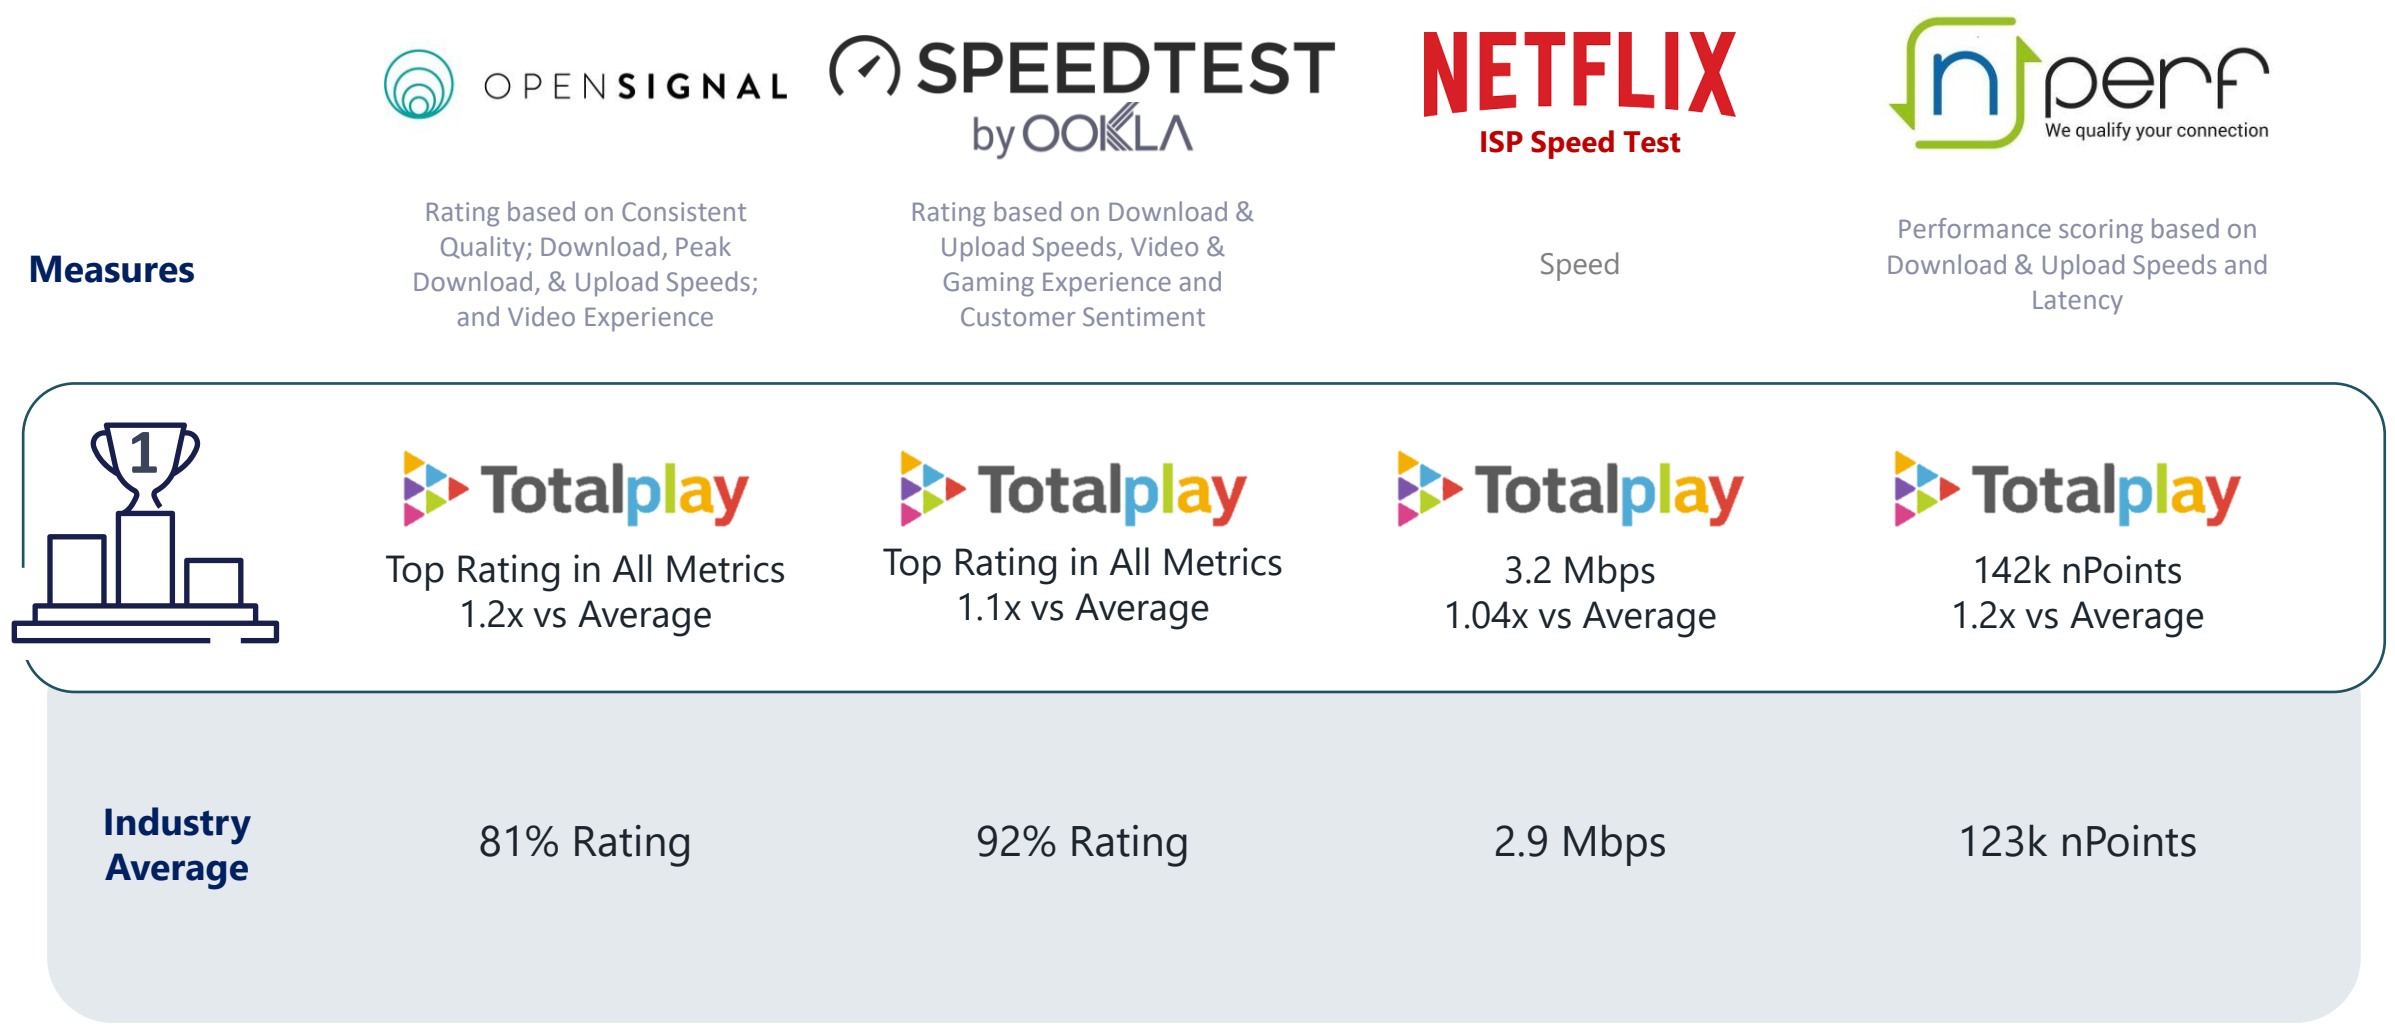 OPENSIGNAL
SPEEDTEST
by OOKLA
NETFLIX
ISP Speed Test
nperf
We qualify your connection
Measures
Rating based on Consistent
Quality; Download, Peak
Download, & Upload Speeds;
and Video Experience
Rating based on Download &
Upload Speeds, Video &
Gaming Experience and
Customer Sentiment
Speed
Performance scoring based on
Download & Upload Speeds and
Latency
1
Totalplay
Top Rating in All Metrics
1.2x vs Average
Totalplay
Top Rating in All Metrics
1.1x vs Average
Totalplay
3.2 Mbps
1.04x vs Average
Totalplay
142k nPoints
1.2x vs Average
Industry
Average
81% Rating
92% Rating
2.9 Mbps
123k nPoints